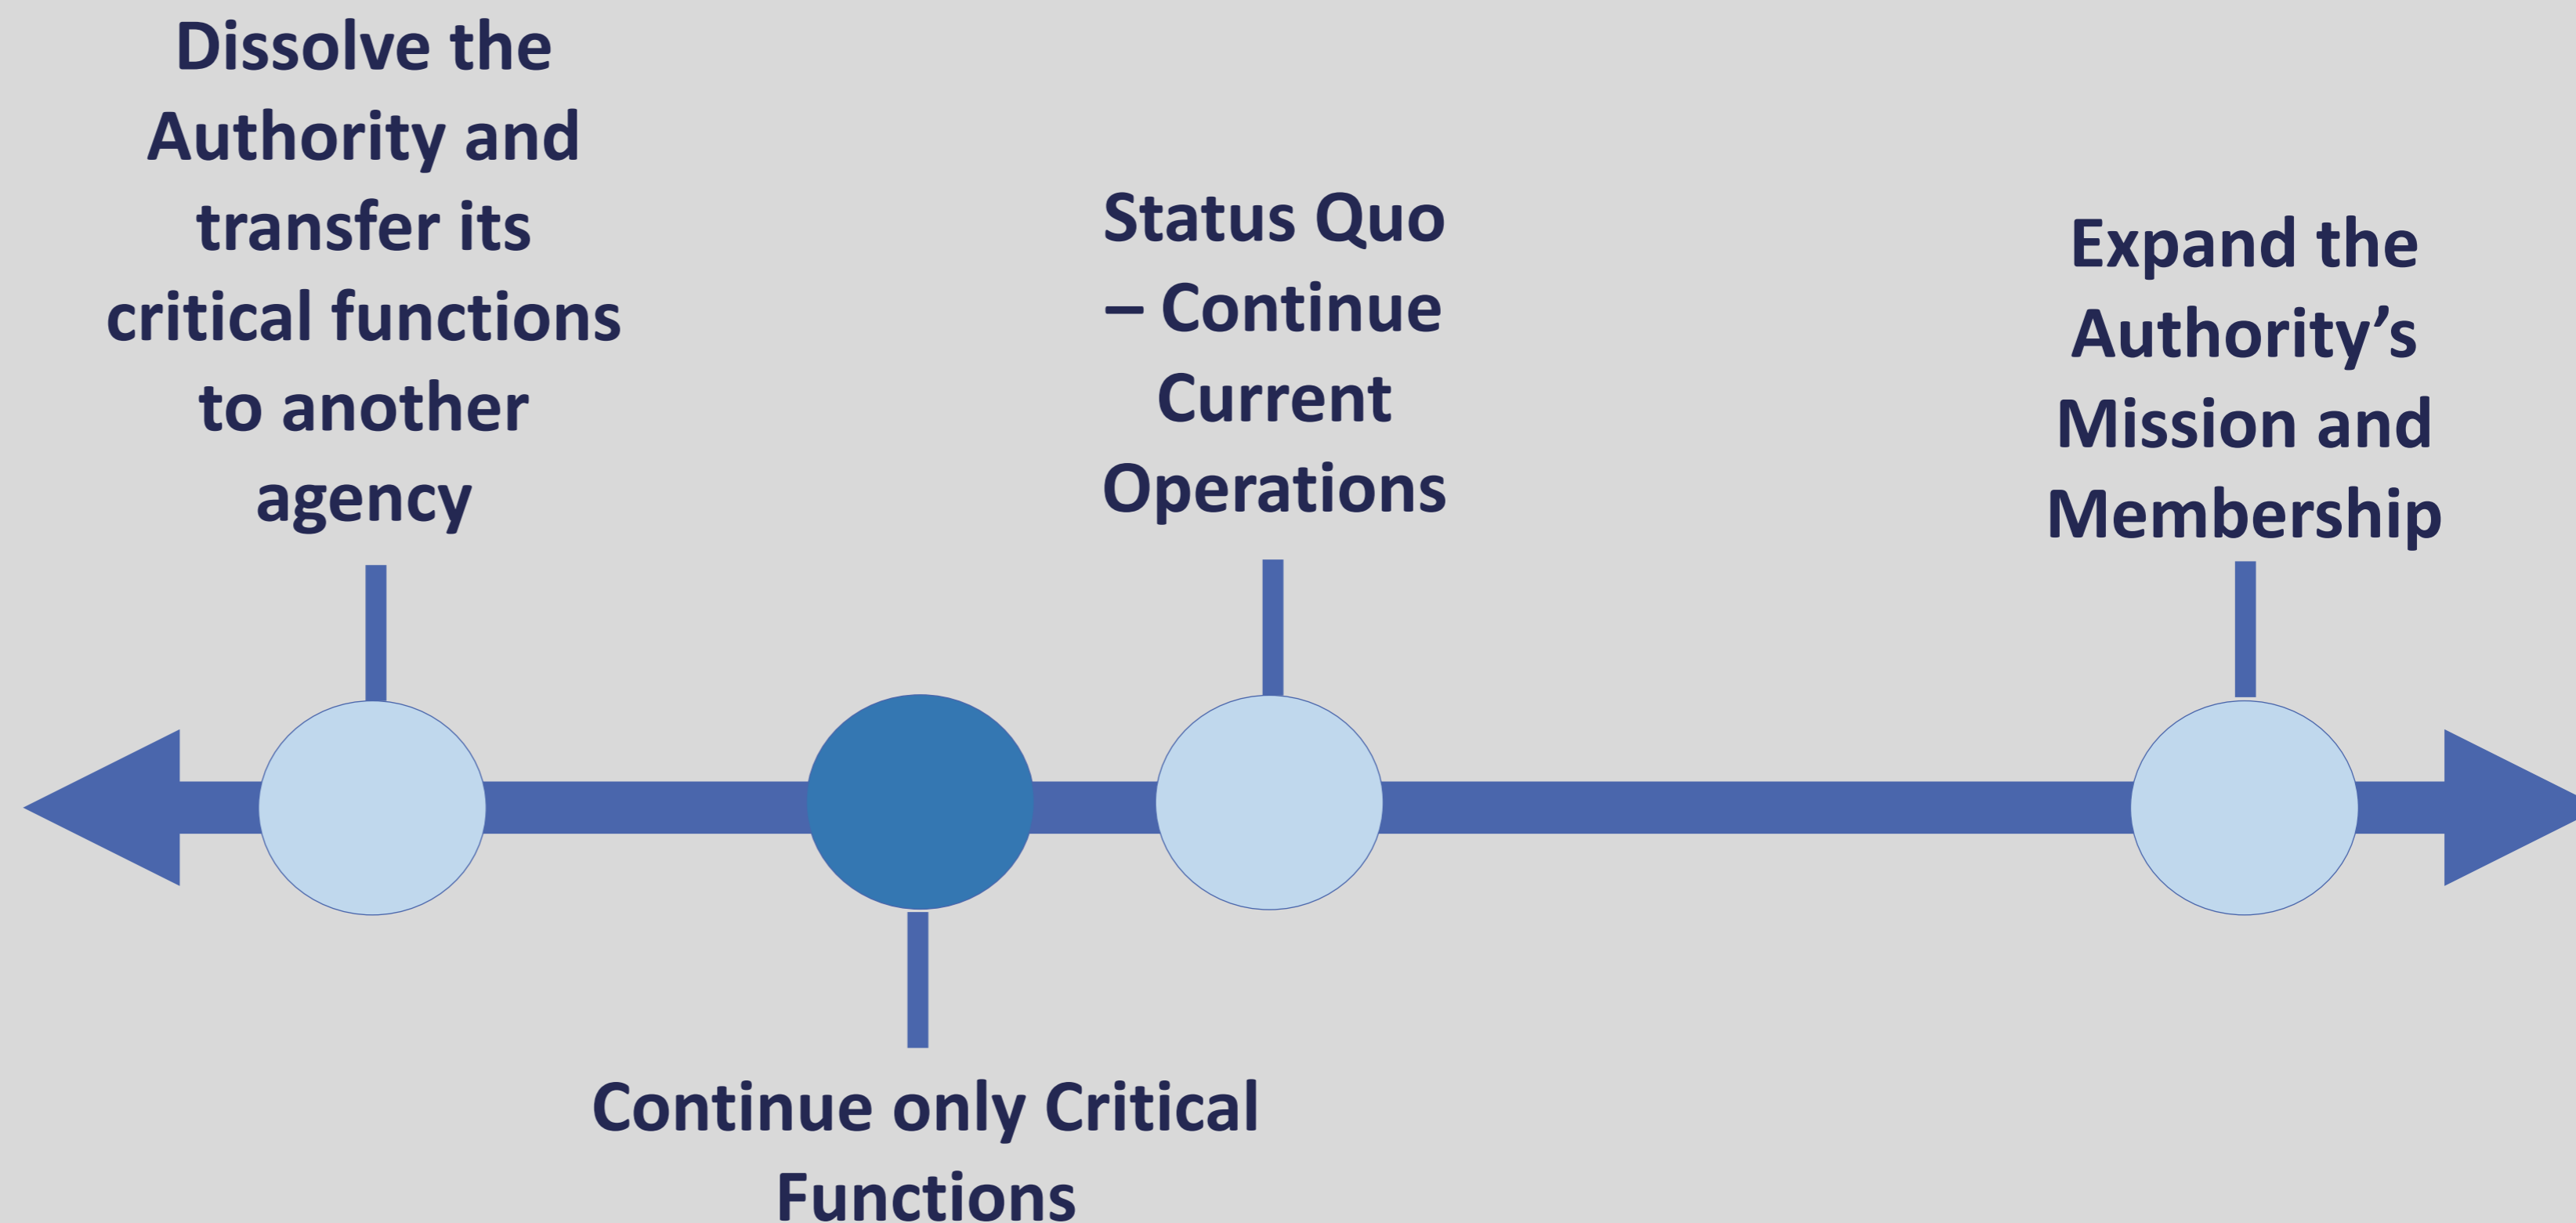 Dissolve the
Authority and
transfer its
critical functions
to another
agency
Status Quo
– Continue
Current
Operations
Expand the
Authority’s
Mission and
Membership
Continue only Critical
Functions